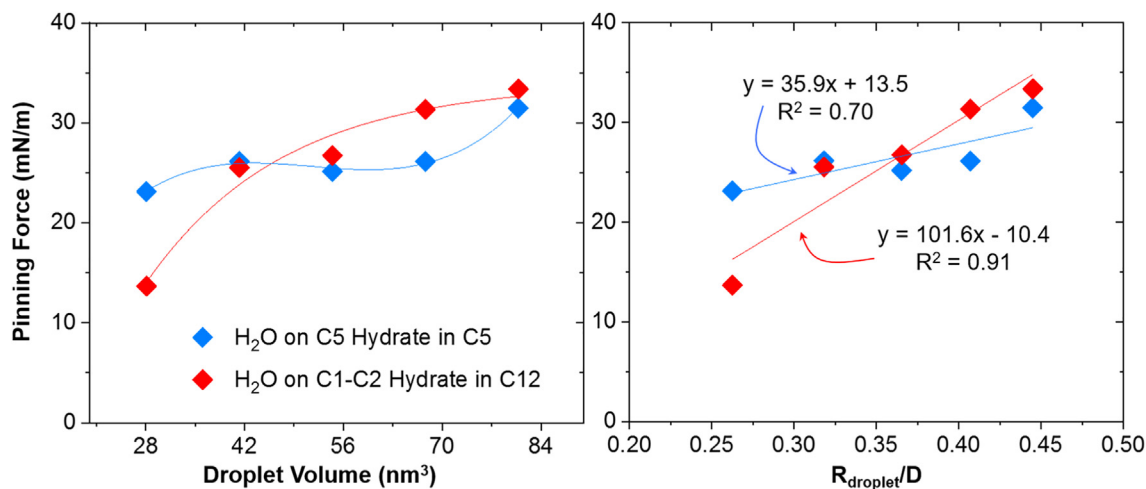 Pinning Force (mN/m)
40
30
20
10
0
28 42 56 70 84
Droplet Volume (nm³)
H₂O on C5 Hydrate in C5
H₂O on C1-C2 Hydrate in C12
40
30
20
10
0
0.20 0.25 0.30 0.35 0.40 0.45 0.50
R_droplet/D
y = 35.9x + 13.5
R² = 0.70
y = 101.6x - 10.4
R² = 0.91